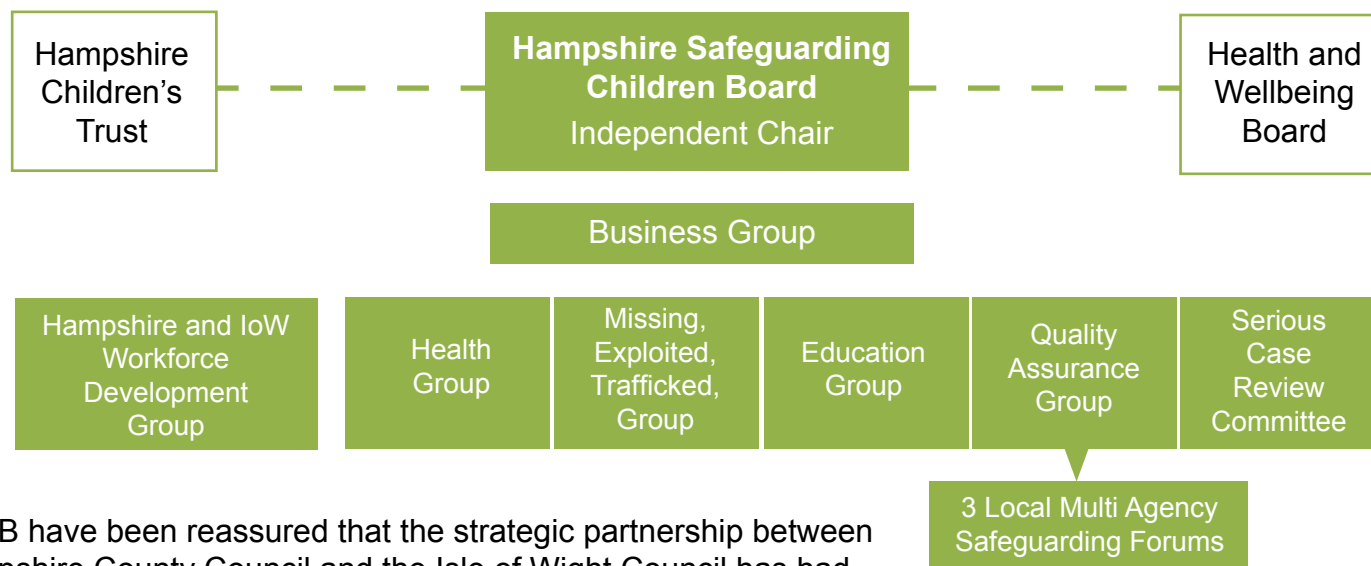 Hampshire
Children's
Trust
Hampshire Safeguarding
Children Board
Independent Chair
Health and
Wellbeing
Board
Business Group
Hampshire and IoW
Workforce
Development
Group
Health
Group
Missing,
Exploited,
Trafficked,
Group
Education
Group
Quality
Assurance
Group
Serious
Case
Review
Committee
3 Local Multi Agency
Safeguarding Forums
B have been reassured that the strategic partnership between
pshire County Council and the Isle of Wight Council has had